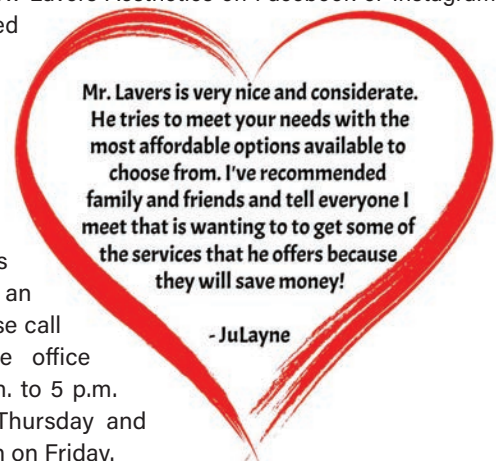 Lavers Aesthetics on Facebook or Instagram
Mr. Lavers is very nice and considerate.
He tries to meet your needs with the
most affordable options available to
choose from. I've recommended
family and friends and tell everyone I
meet that is wanting to to get some of
the services that he offers because
they will save money!
- JuLayne
an
call
office
to 5 p.m.
Thursday and
on Friday.